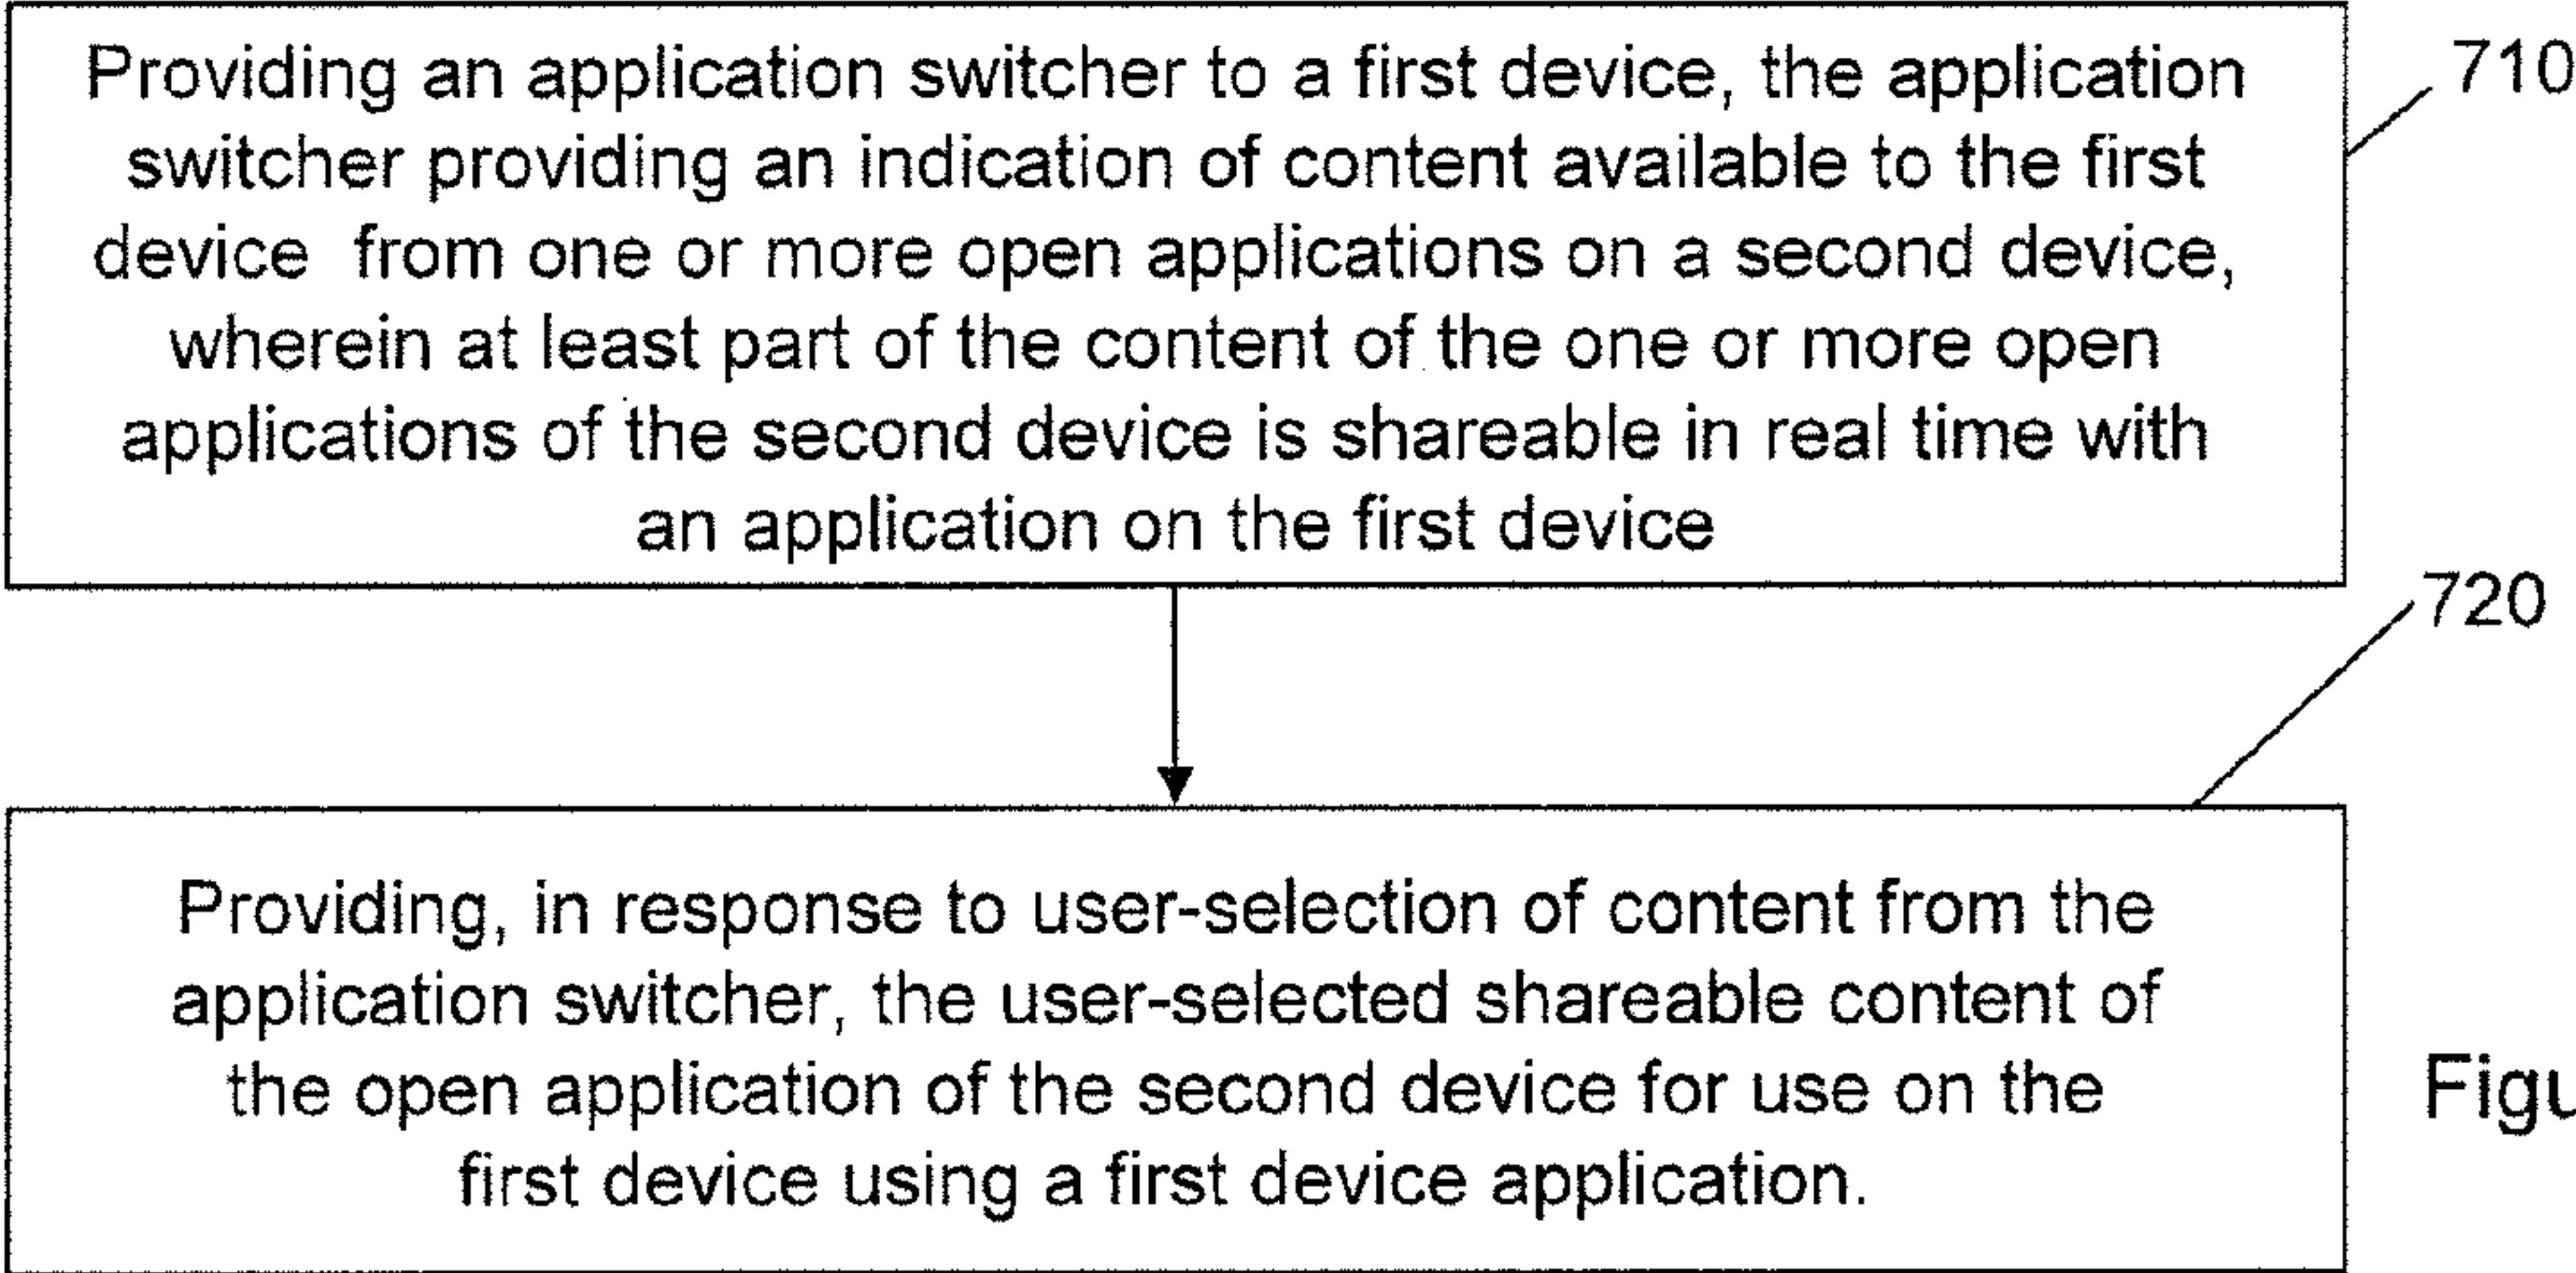 Providing an application switcher to a first device, the application
switcher providing an indication of content available to the first
device from one or more open applications on a second device,
wherein at least part of the content of the one or more open
applications of the second device is shareable in real time with
an application on the first device
710
720
Providing, in response to user-selection of content from the
application switcher, the user-selected shareable content of
the open application of the second device for use on the
first device using a first device application.